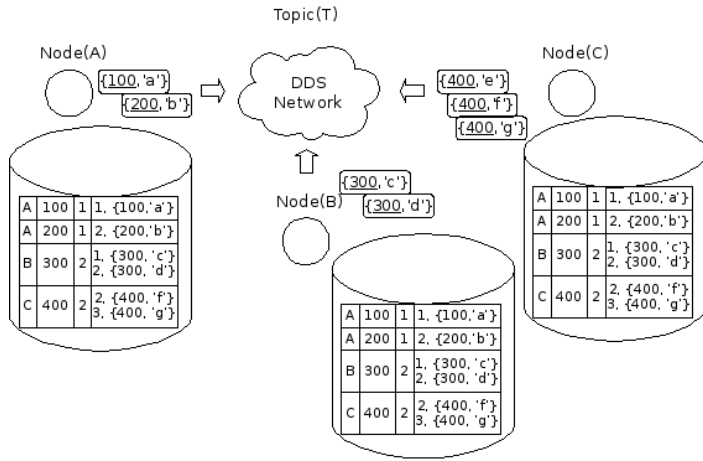 Topic(T)
Node(A)
Node(C)
{100,'a'}
{200,'b'}
DDS
Network
{400,'e'}
{400,'f'}
{400,'g'}
{300,'c'}
{300,'d'}
Node(B)
A 100 1 1, {100,'a'}
A 200 1 2, {200,'b'}
B 300 2 1, {300, 'c'}
2, {300, 'd'}
C 400 2 2, {400, 'f'}
3, {400, 'g'}
A 100 1 1, {100,'a'}
A 200 1 2, {200,'b'}
B 300 2 1, {300, 'c'}
2, {300, 'd'}
C 400 2 2, {400, 'f'}
3, {400, 'g'}
A 100 1 1, {100,'a'}
A 200 1 2, {200,'b'}
B 300 2 1, {300, 'c'}
2, {300, 'd'}
C 400 2 2, {400, 'f'}
3, {400, 'g'}